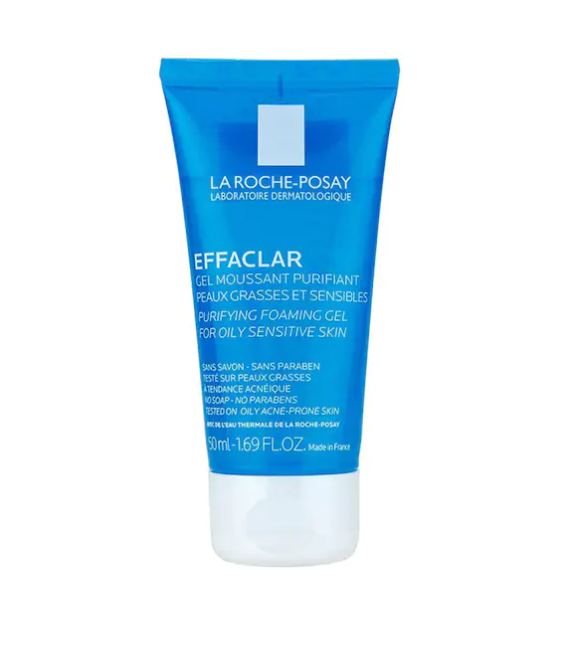 LA ROCHE-POSAY
LABORATOIRE DERMATOLOGIQUE
EFFACLAR
GEL MOUSSANT PURIFIANT
PEAUX GRASSES ET SENSIBLES
PURIFYING FOAMING GEL
FOR OILY SENSITIVE SKIN
SANS SAVON - SANS PARABEN
TESTÉ SUR PEAUX GRASSES
À TENDANCE ACNÉIQUE
NO SOAP - NO PARABENS
TESTED ON OILY ACNE-PRONE SKIN
AVEC DE L'EAU THERMALE DE LA ROCHE-POSAY
50 ml - 1.69 FL.OZ. Made in France